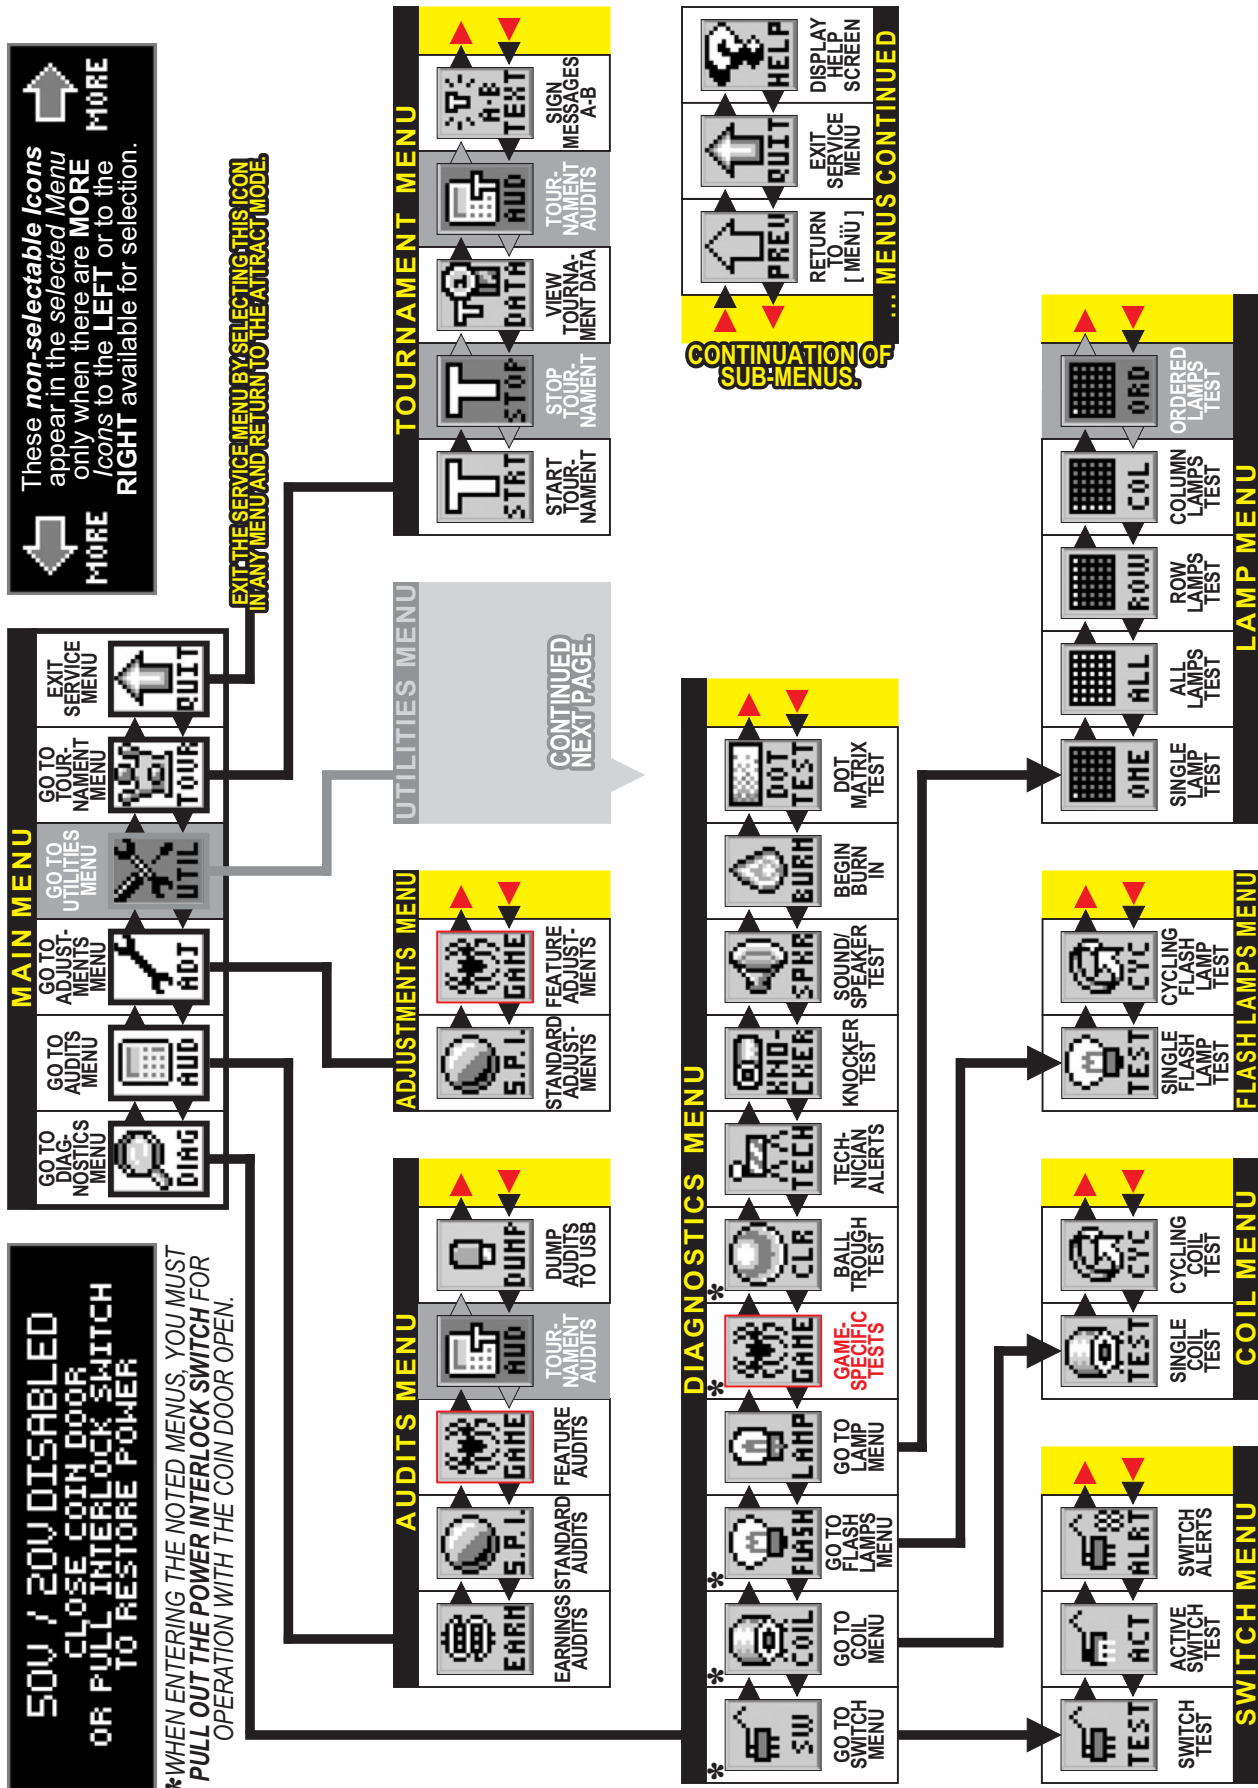 50V / 20V DISABLED
CLOSE COIN DOOR
OR PULL INTERLOCK SWITCH
TO RESTORE POWER
*WHEN ENTERING THE NOTED MENUS, YOU MUST
PULL OUT THE POWER INTERLOCK SWITCH FOR
OPERATION WITH THE COIN DOOR OPEN.
MAIN MENU
GO TO
DIAG-
NOSTICS
MENU
DIAG
GO TO
AUDITS
MENU
AUD
GO TO
ADJUST-
MENTS
MENU
ADJ
GO TO
UTILITIES
MENU
UTIL
GO TO
TOUR-
NAMENT
MENU
TOUR
EXIT
SERVICE
MENU
QUIT
MORE
These non-selectable Icons
appear in the selected Menu
only when there are MORE
Icons to the LEFT or to the
RIGHT available for selection.
MORE
EXIT THE SERVICE MENU BY SELECTING THIS ICON
IN ANY MENU AND RETURN TO THE ATTRACT MODE.
AUDITS MENU
EARN
EARNINGS
AUDITS
S.P.I.
STANDARD
AUDITS
GAME
FEATURE
AUDITS
AUD
TOUR-
NAMENT
AUDITS
DUMP
DUMP
AUDITS
TO USB
ADJUSTMENTS MENU
S.P.I.
STANDARD
ADJUST-
MENTS
GAME
FEATURE
ADJUST-
MENTS
UTILITIES MENU
CONTINUED
NEXT PAGE.
TOURNAMENT MENU
STRT
START
TOUR-
NAMENT
STOP
STOP
TOUR-
NAMENT
DATA
VIEW
TOURNA-
MENT DATA
AUD
TOUR-
NAMENT
AUDITS
A-B
TEXT
SIGN
MESSAGES
A-B
DIAGNOSTICS MENU
*
SW
GO TO
SWITCH
MENU
*
COIL
GO TO
COIL
MENU
*
FLASH
GO TO
FLASH
LAMPS
MENU
LAMP
GO TO
LAMP
MENU
*
GAME
GAME-
SPECIFIC
TESTS
*
CLR
BALL
TROUGH
TEST
TECH
TECH-
NICIAN
ALERTS
KNO-
CKER
KNOCKER
TEST
SPKR
SOUND/
SPEAKER
TEST
BURN
BEGIN
BURN
IN
DOT
TEST
DOT
MATRIX
TEST
CONTINUATION OF
SUB-MENUS.
PREV
RETURN
TO...
[ MENU ]
QUIT
EXIT
SERVICE
MENU
HELP
DISPLAY
HELP
SCREEN
... MENUS CONTINUED
TEST
SWITCH
TEST
ACT
ACTIVE
SWITCH
TEST
ALRT
SWITCH
ALERTS
SWITCH MENU
TEST
SINGLE
COIL
TEST
CYC
CYCLING
COIL
TEST
COIL MENU
TEST
SINGLE
FLASH
LAMP
TEST
CYC
CYCLING
FLASH
LAMP
TEST
FLASH LAMPS MENU
ONE
SINGLE
LAMP
TEST
ALL
ALL
LAMPS
TEST
ROW
ROW
LAMPS
TEST
COL
COLUMN
LAMPS
TEST
ORD
ORDERED
LAMPS
TEST
LAMP MENU